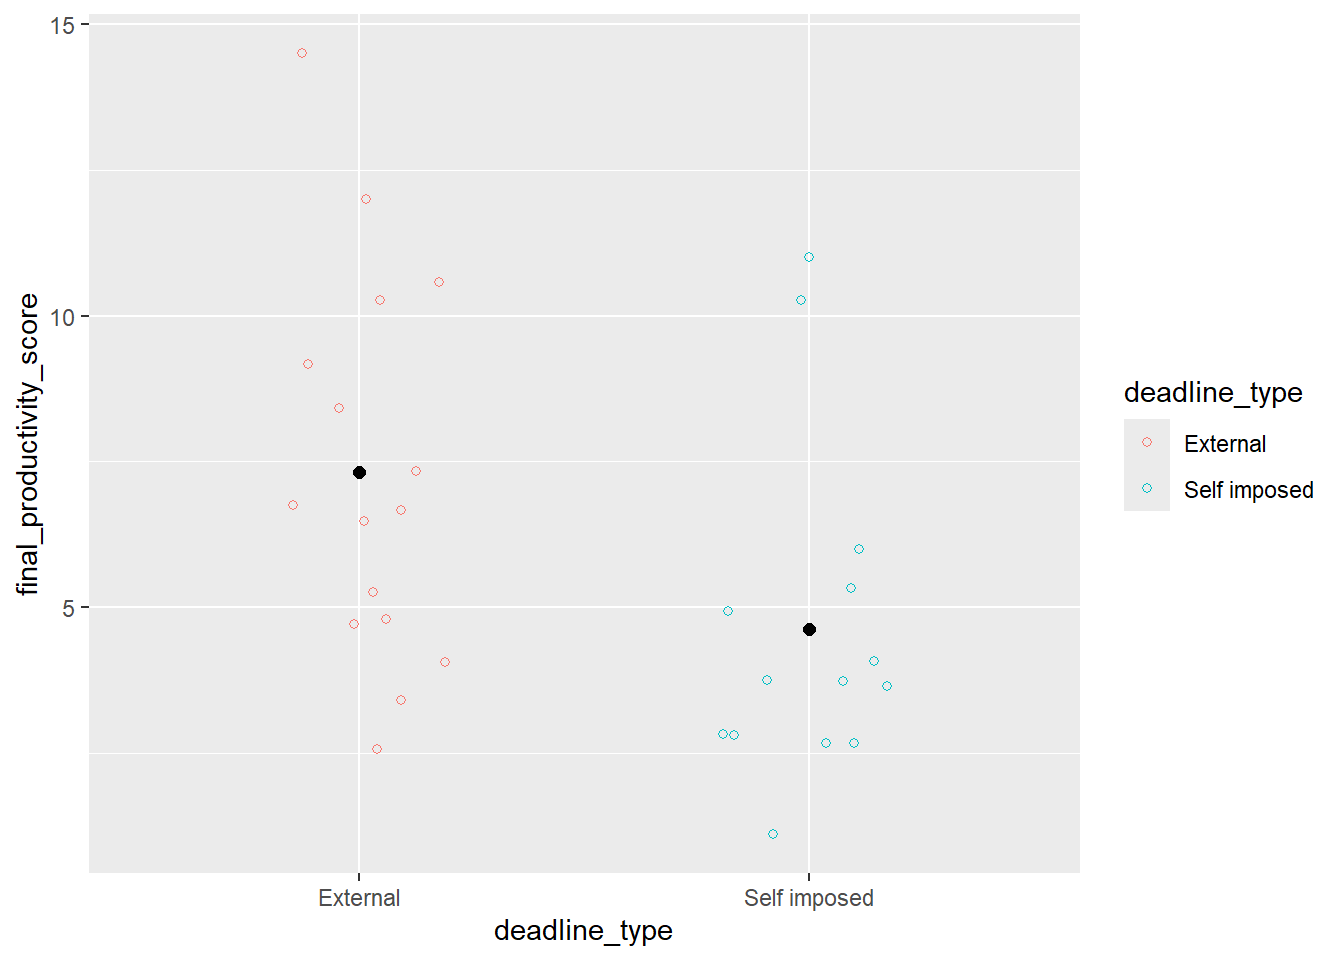 15
10
5
final_productivity_score
External
Self imposed
deadline_type
deadline_type
External
Self imposed